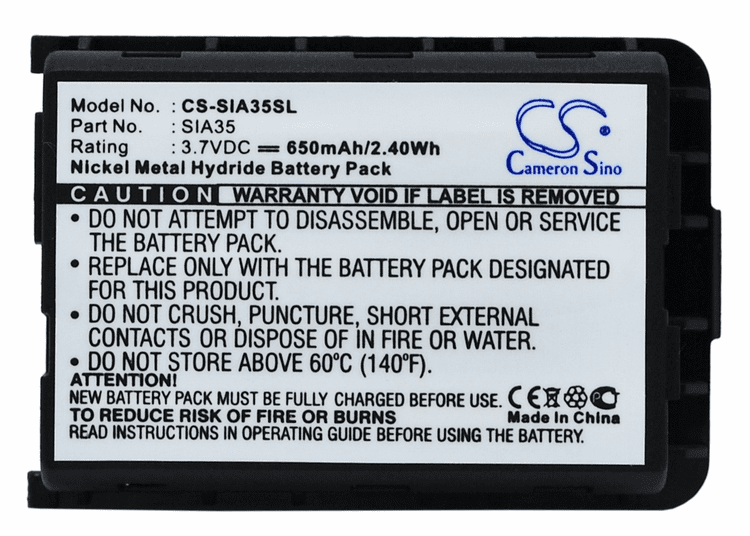 Model No. : CS-SIA35SL
Part No. : SIA35
Rating : 3.7VDC 650mAh/2.40Wh
Nickel Metal Hydride Battery Pack
CS
Cameron Sino
CAUTION WARRANTY VOID IF LABEL IS REMOVED
• DO NOT ATTEMPT TO DISASSEMBLE, OPEN OR SERVICE
THE BATTERY PACK.
• REPLACE ONLY WITH THE BATTERY PACK DESIGNATED
FOR THIS PRODUCT.
• DO NOT CRUSH, PUNCTURE, SHORT EXTERNAL
CONTACTS OR DISPOSE OF IN FIRE OR WATER.
• DO NOT STORE ABOVE 60°C (140°F).
ATTENTION!
NEW BATTERY PACK MUST BE FULLY CHARGED BEFORE USE.
TO REDUCE RISK OF FIRE OR BURNS
READ INSTRUCTIONS IN OPERATING GUIDE BEFORE USING BATTERY.
CE
Made In China